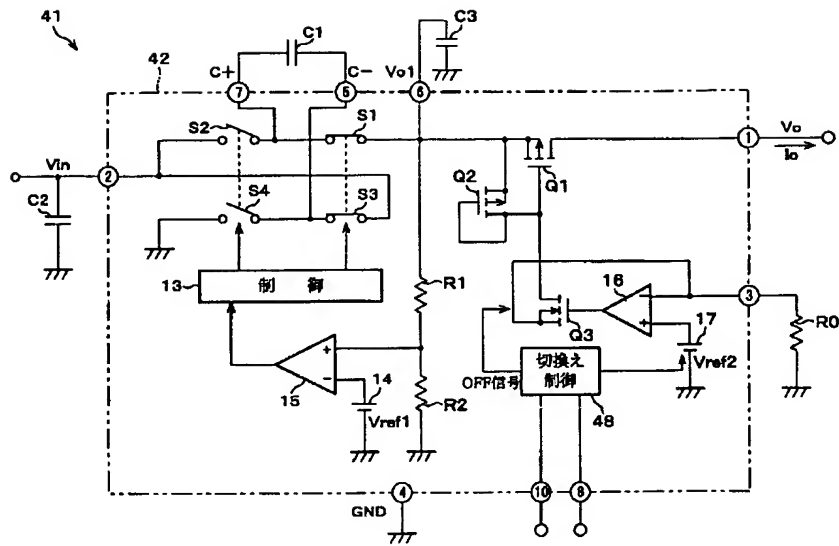 41
42
C1
C3
C+
C-
Vo1
7
5
6
S2
S1
Vo
Io
1
Vin
2
Q2
Q1
C2
S4
S3
13
制 御
R1
16
3
17
Q3
R0
切換え
制御
Vref2
OFF信号
48
15
14
R2
Vref1
4
10
8
GND
+
-
-
+